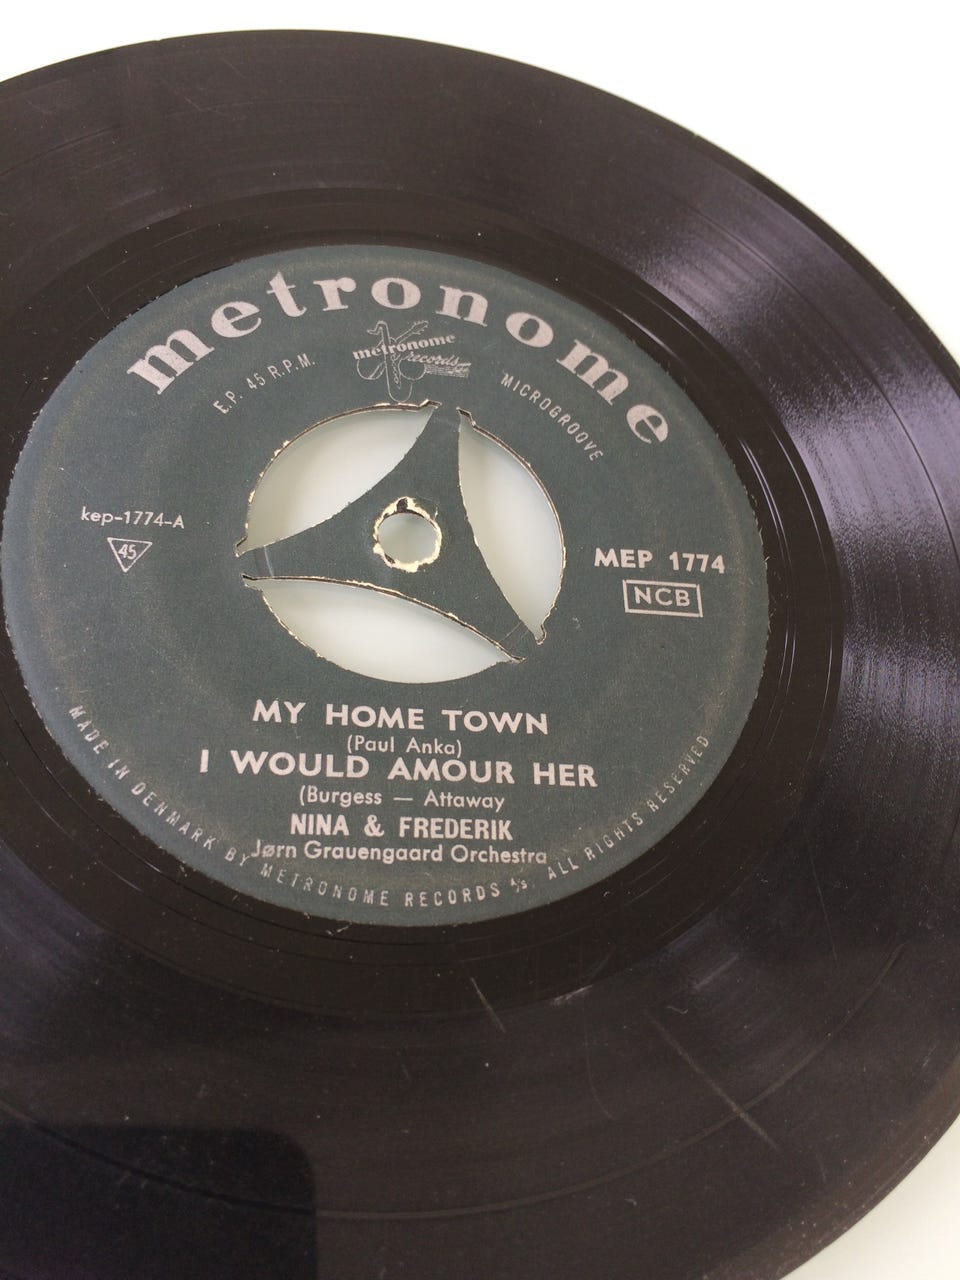 metronome
E.P. 45 R.P.M.
metronome
records
MICROGROOVE
kep-1774-A
45
MEP 1774
NCB
MY HOME TOWN
(Paul Anka)
I WOULD AMOUR HER
(Burgess — Attaway
NINA & FREDERIK
Jørn Grauengaard Orchestra
MADE IN DENMARK BY METRONOME RECORDS A/S ALL RIGHTS RESERVED